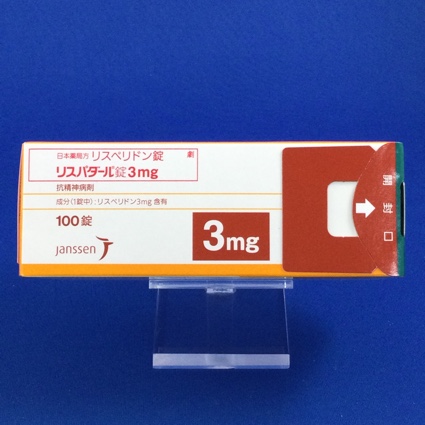 日本薬局方 リスペリドン錠 劇
リスパダール錠3mg
抗精神病剤
成分(1錠中):リスペリドン3mg 含有
100錠
3mg
janssen
開封口